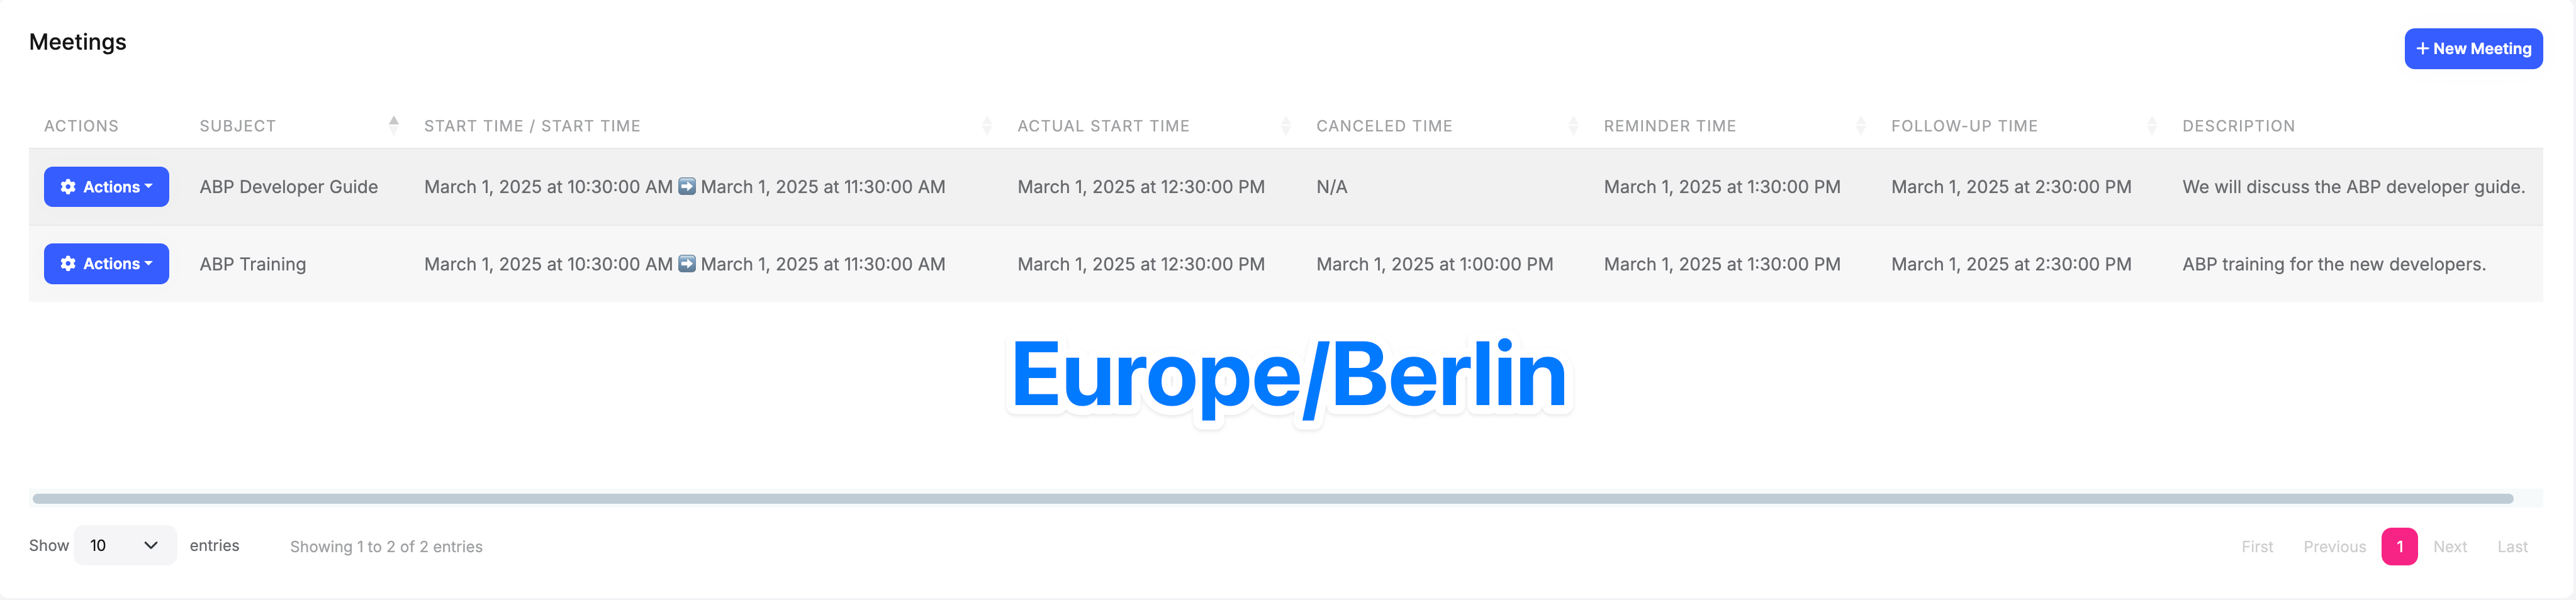 Meetings
+ New Meeting
ACTIONS SUBJECT START TIME / START TIME ACTUAL START TIME CANCELED TIME REMINDER TIME FOLLOW-UP TIME DESCRIPTION
Actions ABP Developer Guide March 1, 2025 at 10:30:00 AM ➡️ March 1, 2025 at 11:30:00 AM March 1, 2025 at 12:30:00 PM N/A March 1, 2025 at 1:30:00 PM March 1, 2025 at 2:30:00 PM We will discuss the ABP developer guide.
Actions ABP Training March 1, 2025 at 10:30:00 AM ➡️ March 1, 2025 at 11:30:00 AM March 1, 2025 at 12:30:00 PM March 1, 2025 at 1:00:00 PM March 1, 2025 at 1:30:00 PM March 1, 2025 at 2:30:00 PM ABP training for the new developers.
Europe/Berlin
Show 10 entries Showing 1 to 2 of 2 entries First Previous 1 Next Last